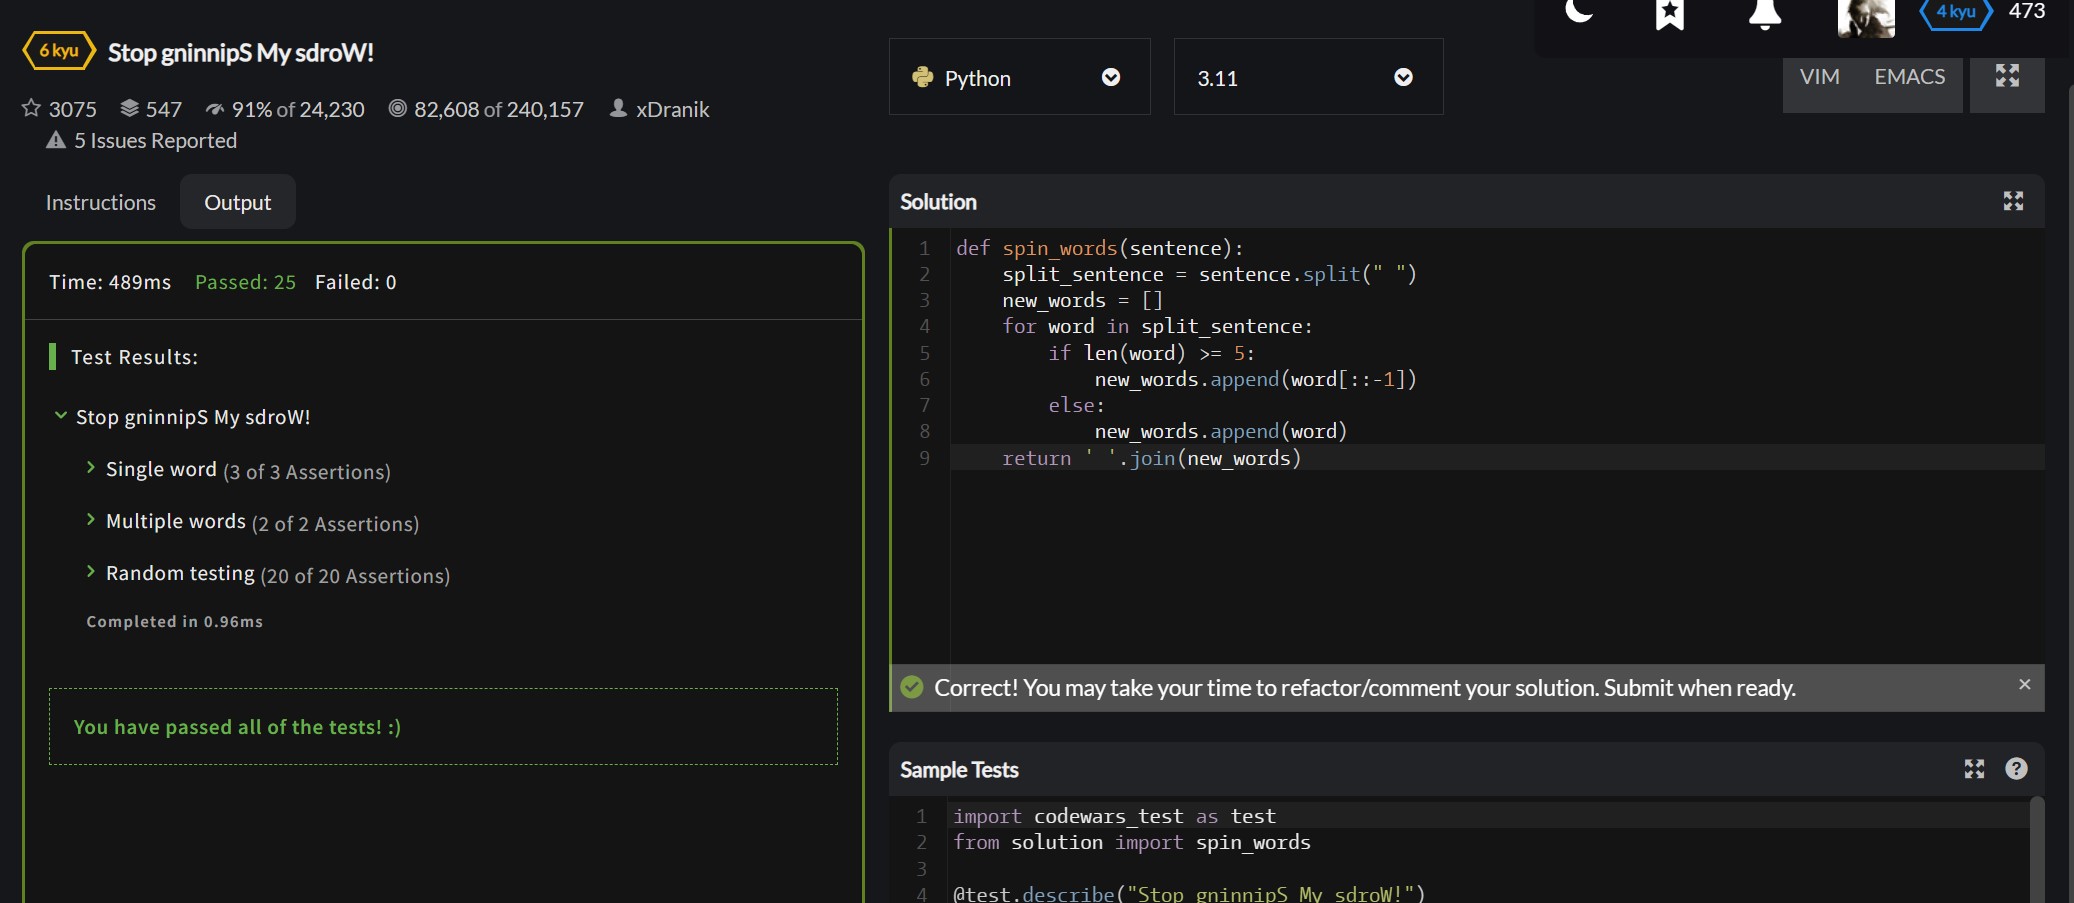 6 kyu Stop gninnipS My sdroW!
3075 547 91% of 24,230 82,608 of 240,157 xDranik
5 Issues Reported
Instructions Output
Time: 489ms Passed: 25 Failed: 0
Test Results:
Stop gninnipS My sdroW!
Single word (3 of 3 Assertions)
Multiple words (2 of 2 Assertions)
Random testing (20 of 20 Assertions)
Completed in 0.96ms
You have passed all of the tests! :)
4 kyu 473
Python 3.11 VIM EMACS
Solution
1 def spin_words(sentence):
2     split_sentence = sentence.split(" ")
3     new_words = []
4     for word in split_sentence:
5         if len(word) >= 5:
6             new_words.append(word[::-1])
7         else:
8             new_words.append(word)
9     return ' '.join(new_words)
Correct! You may take your time to refactor/comment your solution. Submit when ready. ×
Sample Tests ?
1 import codewars_test as test
2 from solution import spin_words
3
4 @test.describe("Stop gninnipS My sdroW!")